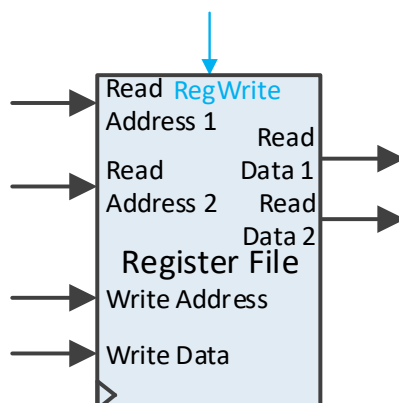 Read RegWrite
Address 1
Read
Data 1
Read
Address 2
Read
Data 2
Register File
Write Address
Write Data